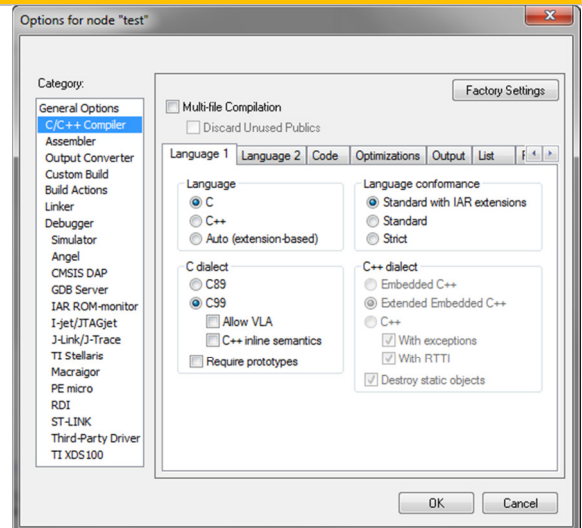 Options for node "test"
Category:
General Options
C/C++ Compiler
Assembler
Output Converter
Custom Build
Build Actions
Linker
Debugger
Simulator
Angel
CMSIS DAP
GDB Server
IAR ROM-monitor
I-jet/JTAGjet
J-Link/J-Trace
TI Stellaris
Macraigor
PE micro
RDI
ST-LINK
Third-Party Driver
TI XDS100
Factory Settings
Multi-file Compilation
Discard Unused Publics
Language 1 Language 2 Code Optimizations Output List
Language
C
C++
Auto (extension-based)
Language conformance
Standard with IAR extensions
Standard
Strict
C dialect
C89
C99
Allow VLA
C++ inline semantics
Require prototypes
C++ dialect
Embedded C++
Extended Embedded C++
C++
With exceptions
With RTTI
Destroy static objects
OK Cancel